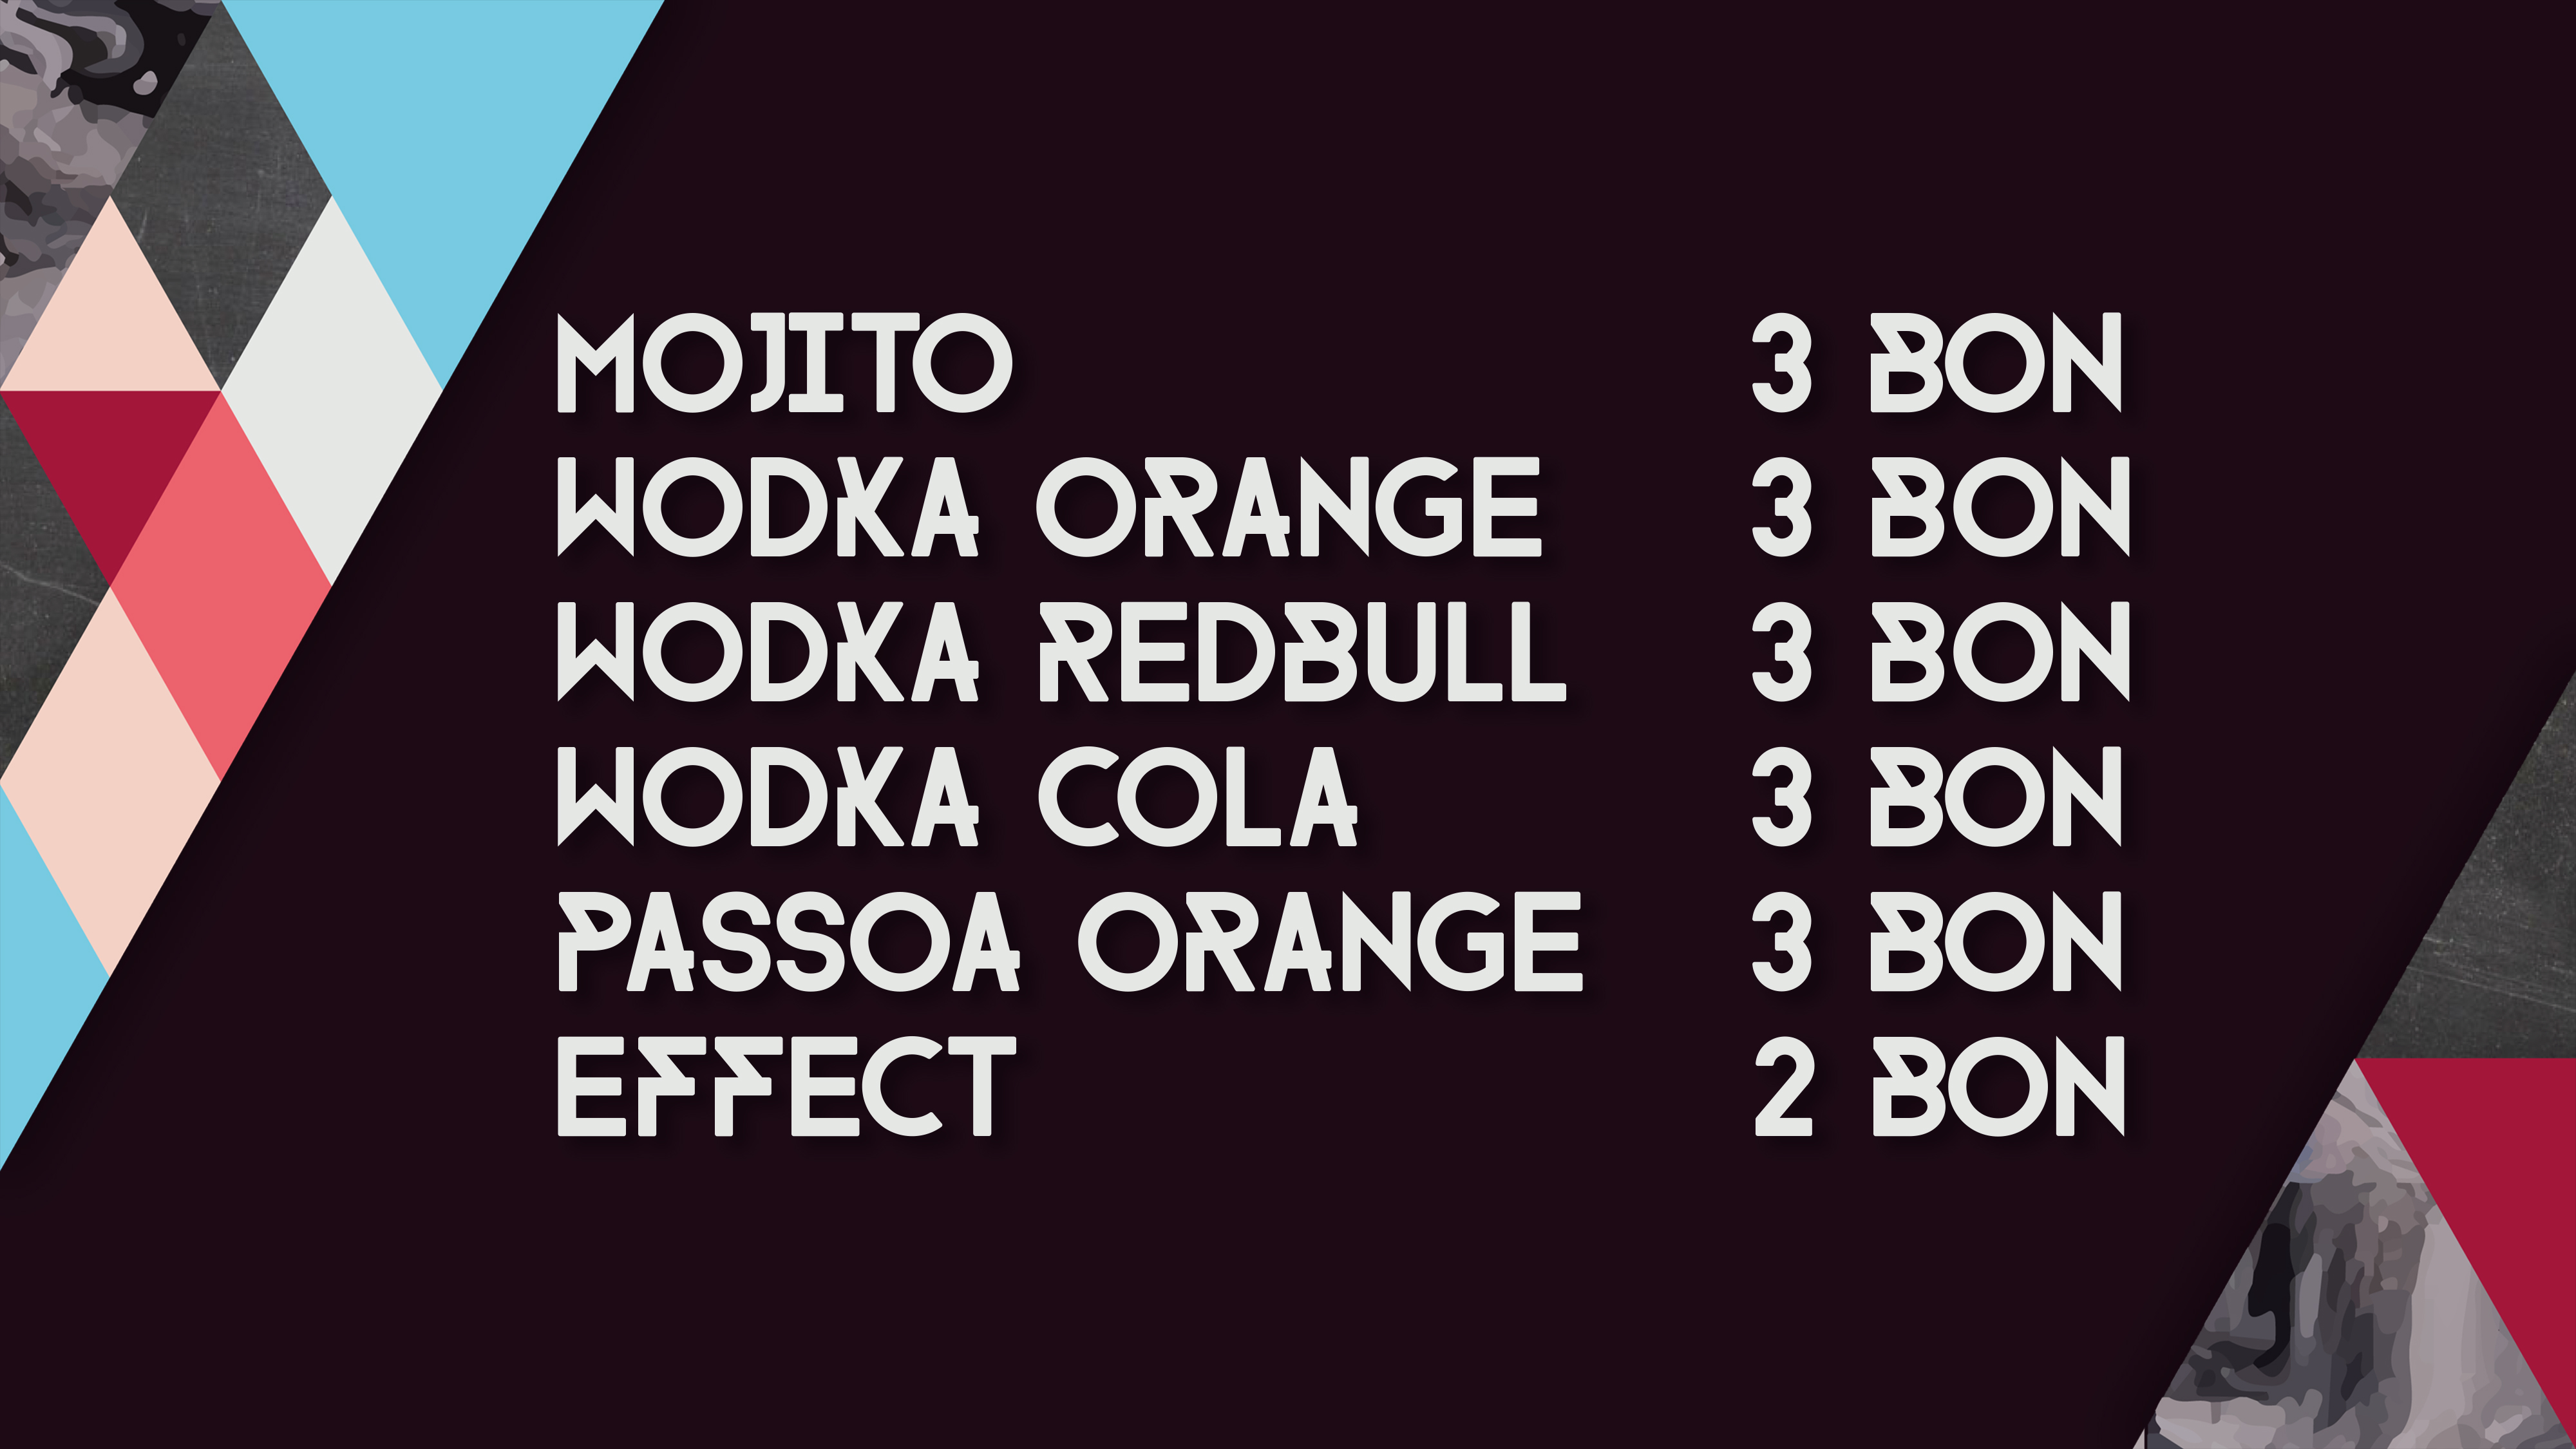 MOJITO 3 BON
WODKA ORANGE 3 BON
WODKA REDBULL 3 BON
WODKA COLA 3 BON
PASSOA ORANGE 3 BON
EFFECT 2 BON